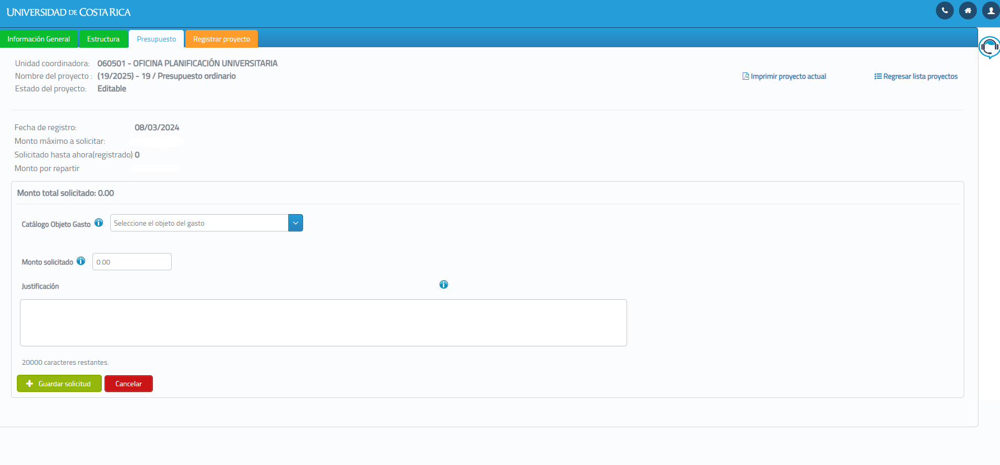 UNIVERSIDAD DE COSTA RICA
Información General
Estructura
Presupuesto
Registrar proyecto
Unidad coordinadora: 060501 - OFICINA PLANIFICACIÓN UNIVERSITARIA
Nombre del proyecto : (19/2025) - 19 / Presupuesto ordinario
Estado del proyecto: Editable
Imprimir proyecto actual
Regresar lista proyectos
Fecha de registro: 08/03/2024
Monto máximo a solicitar:
Solicitado hasta ahora(registrado) 0
Monto por repartir
Monto total solicitado: 0.00
Catálogo Objeto Gasto
Seleccione el objeto del gasto
Monto solicitado
0.00
Justificación
20000 caracteres restantes.
Guardar solicitud
Cancelar